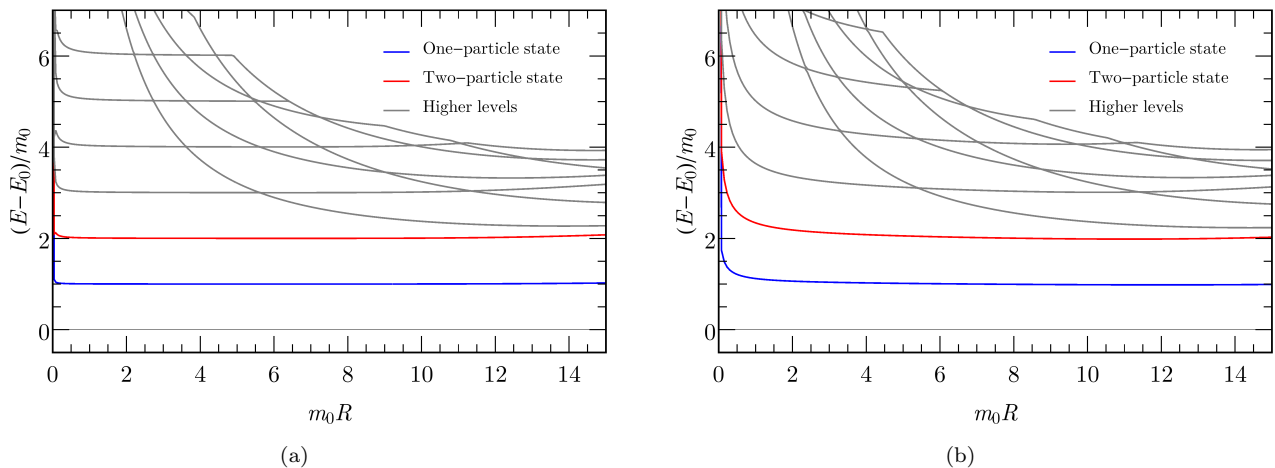 One−particle state
Two−particle state
Higher levels
(E−E₀)/m₀
6
4
2
0
0 2 4 6 8 10 12 14
m₀R
(a)
One−particle state
Two−particle state
Higher levels
(E−E₀)/m₀
6
4
2
0
0 2 4 6 8 10 12 14
m₀R
(b)